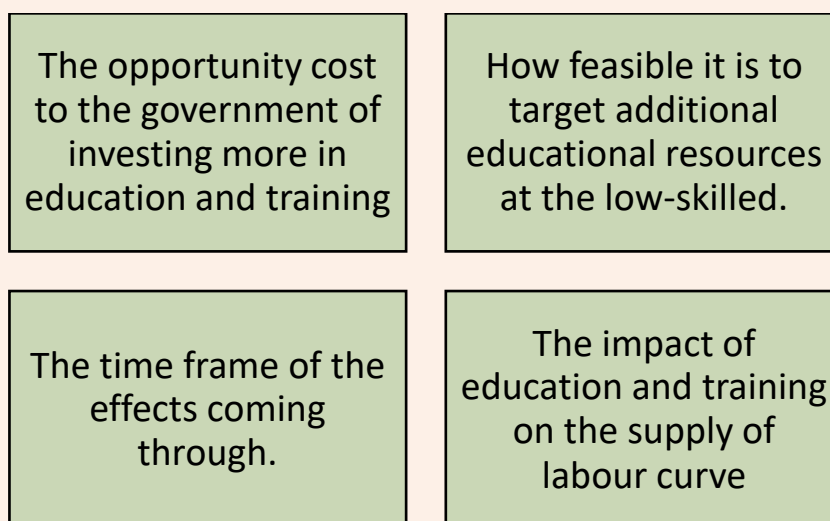 The opportunity cost
to the government of
investing more in
education and training
How feasible it is to
target additional
educational resources
at the low-skilled.
The time frame of the
effects coming
through.
The impact of
education and training
on the supply of
labour curve